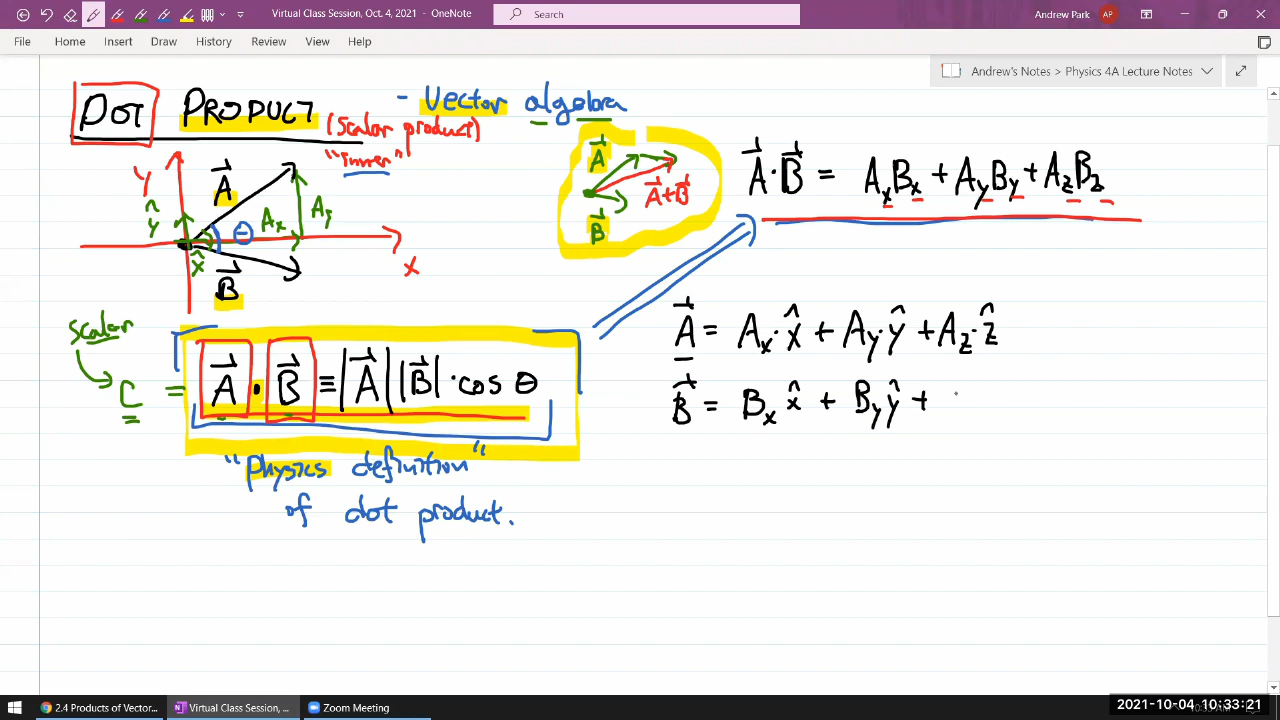 Virtual Class Session, Oct. 4, 2021 - OneNote
Search
Andrew Park
AP
File Home Insert Draw History Review View Help
Andrew's Notes > Physics 4A Lecture Notes
DOT PRODUCT - Vector algebra
(scalar product)
"inner"
Y
A⃗
ŷ
Ax
Ay
θ
x̂
B⃗
x
A⃗
A⃗+B⃗
B⃗
A⃗·B⃗ = AxBx + AyBy + AzBz
A⃗ = Ax·x̂ + Ay·ŷ + Az·ẑ
B⃗ = Bx x̂ + By ŷ +
scalar
C = A⃗ · B⃗ ≡ |A⃗| |B⃗| · cos θ
"Physics definition"
of dot product.
2.4 Products of Vector...
Virtual Class Session, ...
Zoom Meeting
2021-10-04 10:33:21